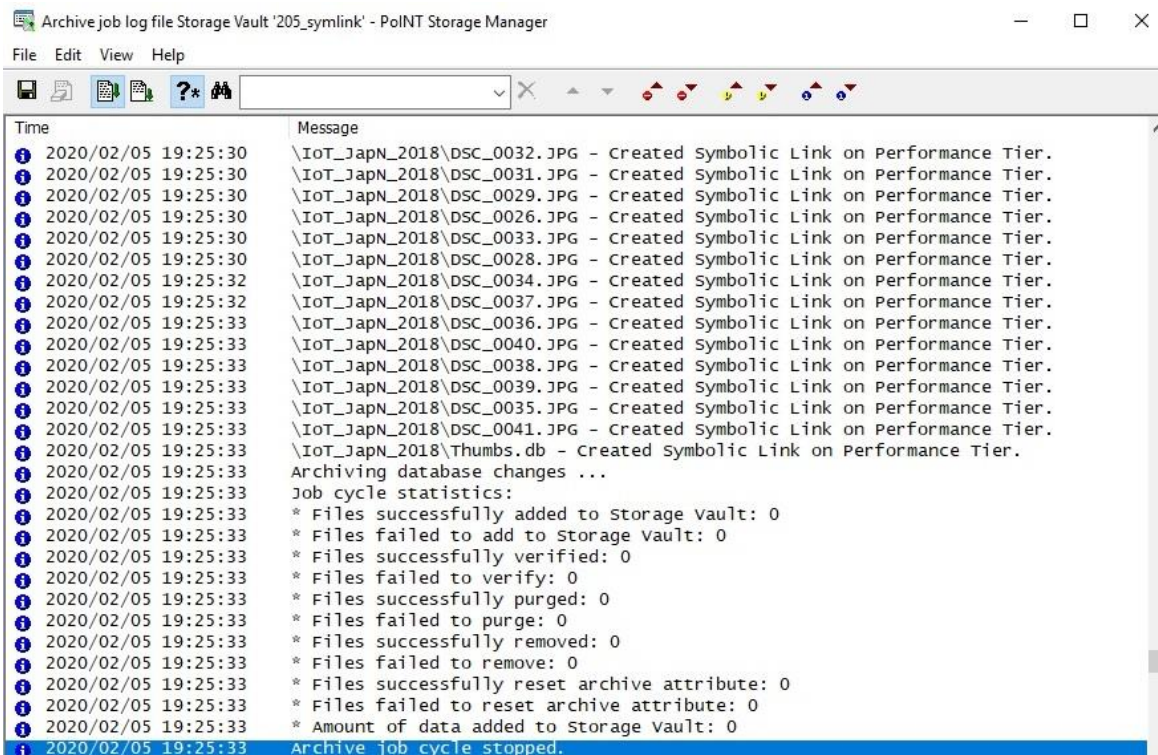 Archive job log file Storage Vault '205_symlink' - PoINT Storage Manager
File Edit View Help
Time Message
2020/02/05 19:25:30 \IoT_JapN_2018\DSC_0032.JPG - Created Symbolic Link on Performance Tier.
2020/02/05 19:25:30 \IoT_JapN_2018\DSC_0031.JPG - Created Symbolic Link on Performance Tier.
2020/02/05 19:25:30 \IoT_JapN_2018\DSC_0029.JPG - Created Symbolic Link on Performance Tier.
2020/02/05 19:25:30 \IoT_JapN_2018\DSC_0026.JPG - Created Symbolic Link on Performance Tier.
2020/02/05 19:25:30 \IoT_JapN_2018\DSC_0033.JPG - Created Symbolic Link on Performance Tier.
2020/02/05 19:25:30 \IoT_JapN_2018\DSC_0028.JPG - Created Symbolic Link on Performance Tier.
2020/02/05 19:25:32 \IoT_JapN_2018\DSC_0034.JPG - Created Symbolic Link on Performance Tier.
2020/02/05 19:25:32 \IoT_JapN_2018\DSC_0037.JPG - Created Symbolic Link on Performance Tier.
2020/02/05 19:25:33 \IoT_JapN_2018\DSC_0036.JPG - Created Symbolic Link on Performance Tier.
2020/02/05 19:25:33 \IoT_JapN_2018\DSC_0040.JPG - Created Symbolic Link on Performance Tier.
2020/02/05 19:25:33 \IoT_JapN_2018\DSC_0038.JPG - Created Symbolic Link on Performance Tier.
2020/02/05 19:25:33 \IoT_JapN_2018\DSC_0039.JPG - Created Symbolic Link on Performance Tier.
2020/02/05 19:25:33 \IoT_JapN_2018\DSC_0035.JPG - Created Symbolic Link on Performance Tier.
2020/02/05 19:25:33 \IoT_JapN_2018\DSC_0041.JPG - Created Symbolic Link on Performance Tier.
2020/02/05 19:25:33 \IoT_JapN_2018\Thumbs.db - Created Symbolic Link on Performance Tier.
2020/02/05 19:25:33 Archiving database changes ...
2020/02/05 19:25:33 Job cycle statistics:
2020/02/05 19:25:33 * Files successfully added to Storage Vault: 0
2020/02/05 19:25:33 * Files failed to add to Storage Vault: 0
2020/02/05 19:25:33 * Files successfully verified: 0
2020/02/05 19:25:33 * Files failed to verify: 0
2020/02/05 19:25:33 * Files successfully purged: 0
2020/02/05 19:25:33 * Files failed to purge: 0
2020/02/05 19:25:33 * Files successfully removed: 0
2020/02/05 19:25:33 * Files failed to remove: 0
2020/02/05 19:25:33 * Files successfully reset archive attribute: 0
2020/02/05 19:25:33 * Files failed to reset archive attribute: 0
2020/02/05 19:25:33 * Amount of data added to Storage Vault: 0
2020/02/05 19:25:33 Archive job cycle stopped.